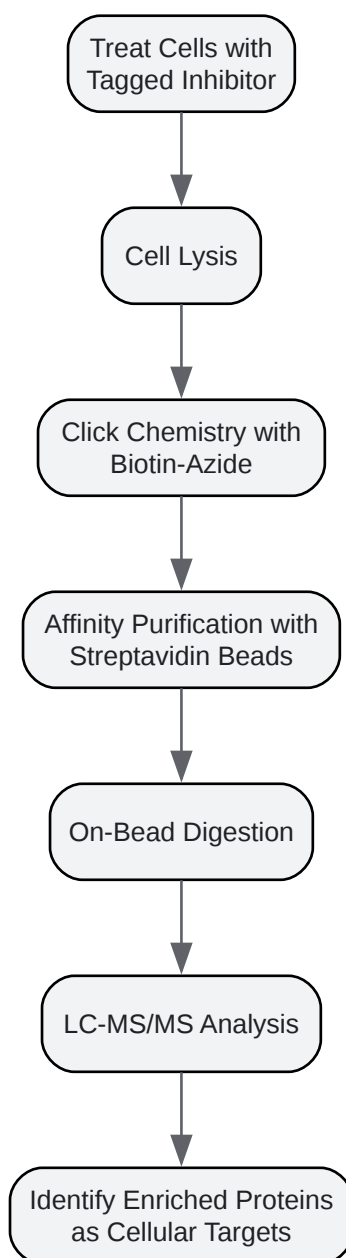 Treat Cells with
Tagged Inhibitor
Cell Lysis
Click Chemistry with
Biotin-Azide
Affinity Purification with
Streptavidin Beads
On-Bead Digestion
LC-MS/MS Analysis
Identify Enriched Proteins
as Cellular Targets